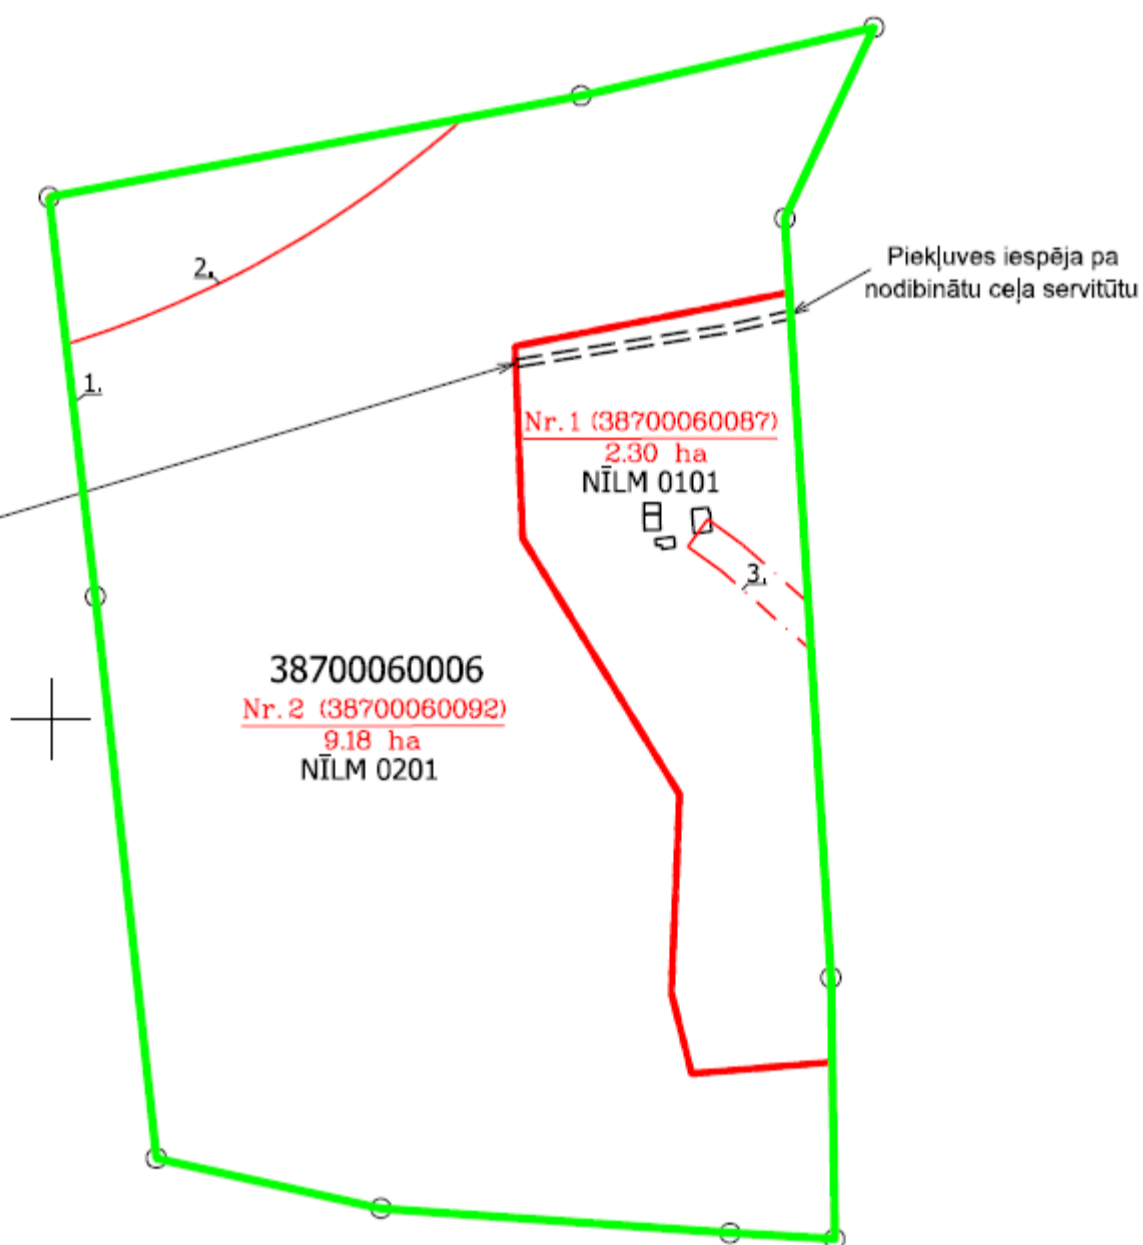 2.
Piekļuves iespēja pa
nodibinātu ceļa servitūtu
1.
Nr. 1 (38700060087)
2.30 ha
NĪLM 0101
3.
38700060006
Nr. 2 (38700060092)
9.18 ha
NĪLM 0201